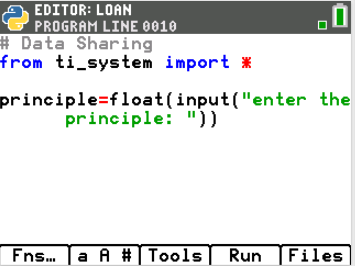 EDITOR: LOAN
PROGRAM LINE 0010
# Data Sharing
from ti_system import *
principle=float(input("enter the
principle: "))
Fns… a A # Tools Run Files